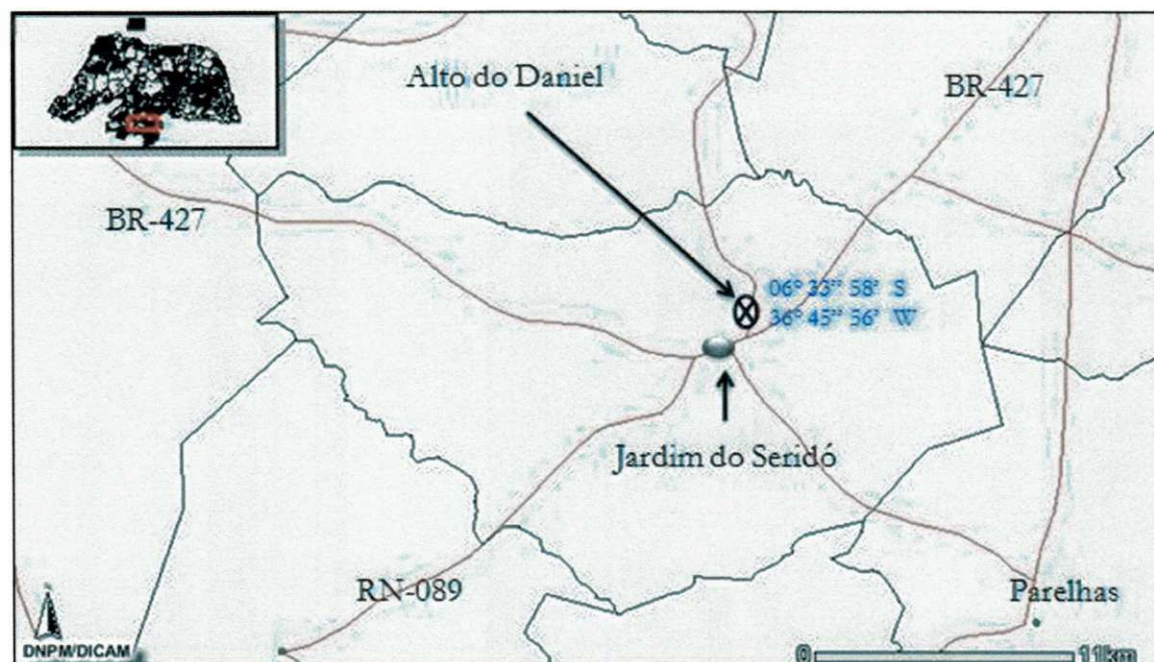 Alto do Daniel
BR-427
BR-427
06° 33'' 58' S
36° 45'' 56' W
Jardim do Seridó
RN-089
Parelhas
DNPM/DICAM
0 11km